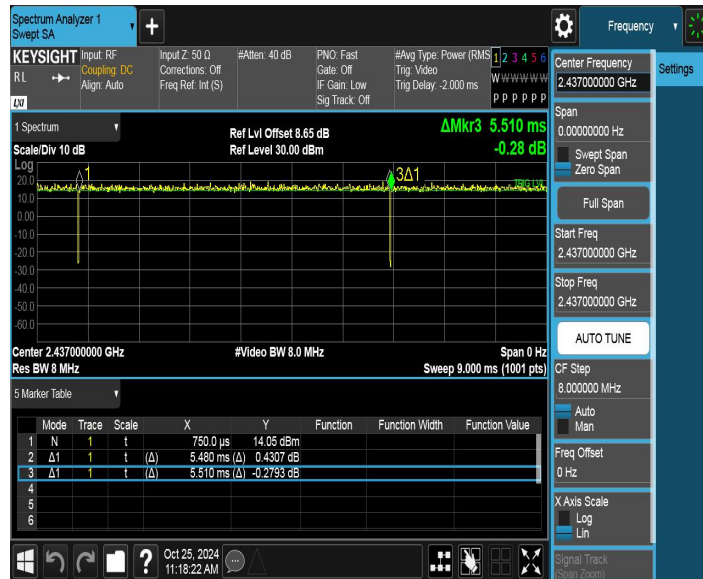 Spectrum Analyzer 1
Swept SA
+
Frequency
KEYSIGHT
RL
LXI
Input: RF
Coupling: DC
Align: Auto
Input Z: 50 Ω
Corrections: Off
Freq Ref: Int (S)
#Atten: 40 dB
PNO: Fast
Gate: Off
IF Gain: Low
Sig Track: Off
#Avg Type: Power (RMS
Trig: Video
Trig Delay: -2.000 ms
1 2 3 4 5 6
W W W W W W
P P P P P P
1 Spectrum
Scale/Div 10 dB
Ref Lvl Offset 8.65 dB
Ref Level 30.00 dBm
ΔMkr3 5.510 ms
-0.28 dB
Log
20.0
10.0
0.00
-10.0
-20.0
-30.0
-40.0
-50.0
-60.0
1
3Δ1
TRIG LVL
Center 2.437000000 GHz
#Video BW 8.0 MHz
Span 0 Hz
Res BW 8 MHz
Sweep 9.000 ms (1001 pts)
5 Marker Table
Mode Trace Scale X Y Function Function Width Function Value
1 N 1 t 750.0 µs 14.05 dBm
2 Δ1 1 t (Δ) 5.480 ms (Δ) 0.4307 dB
3 Δ1 1 t (Δ) 5.510 ms (Δ) -0.2793 dB
4
5
6
?
Oct 25, 2024
11:18:22 AM
Center Frequency
2.437000000 GHz
Settings
Span
0.00000000 Hz
Swept Span
Zero Span
Full Span
Start Freq
2.437000000 GHz
Stop Freq
2.437000000 GHz
AUTO TUNE
CF Step
8.000000 MHz
Auto
Man
Freq Offset
0 Hz
X Axis Scale
Log
Lin
Signal Track
(Span Zoom)